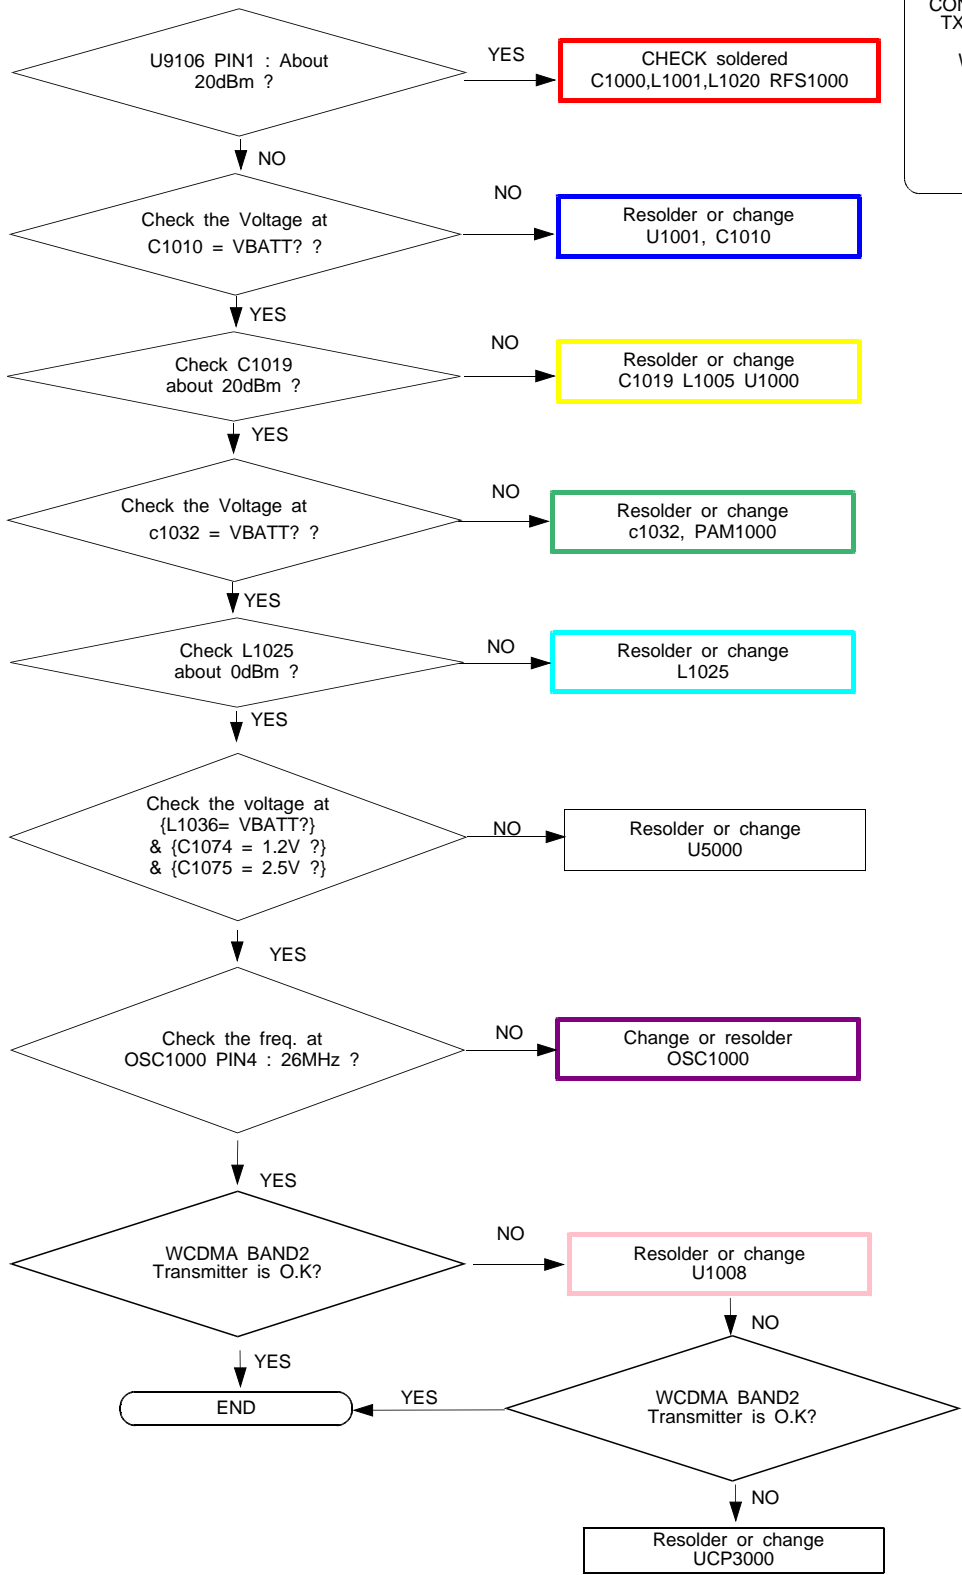 CON
TX
U9106 PIN1 : About
20dBm ?
YES
CHECK soldered
C1000,L1001,L1020 RFS1000
NO
Check the Voltage at
C1010 = VBATT? ?
NO
Resolder or change
U1001, C1010
YES
Check C1019
about 20dBm ?
NO
Resolder or change
C1019 L1005 U1000
YES
Check the Voltage at
c1032 = VBATT? ?
NO
Resolder or change
c1032, PAM1000
YES
Check L1025
about 0dBm ?
NO
Resolder or change
L1025
YES
Check the voltage at
{L1036= VBATT?}
& {C1074 = 1.2V ?}
& {C1075 = 2.5V ?}
NO
Resolder or change
U5000
YES
Check the freq. at
OSC1000 PIN4 : 26MHz ?
NO
Change or resolder
OSC1000
YES
WCDMA BAND2
Transmitter is O.K?
NO
Resolder or change
U1008
NO
YES
END
YES
WCDMA BAND2
Transmitter is O.K?
NO
Resolder or change
UCP3000